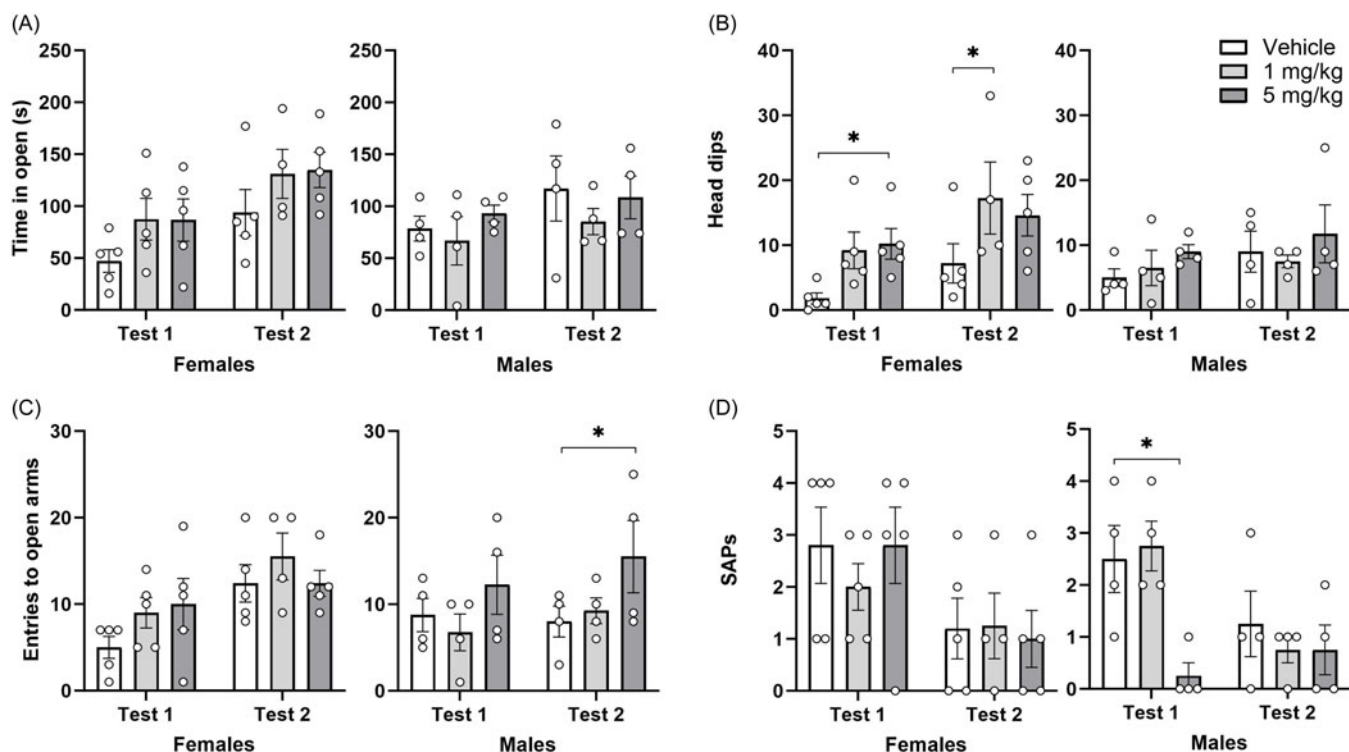 (A)
250
200
150
100
50
0
Time in open (s)
Test 1 Test 2
Females
250
200
150
100
50
0
Test 1 Test 2
Males
(B)
40
30
20
10
0
Head dips
*
*
Test 1 Test 2
Females
40
30
20
10
0
Test 1 Test 2
Males
Vehicle
1 mg/kg
5 mg/kg
(C)
30
20
10
0
Entries to open arms
Test 1 Test 2
Females
30
20
10
0
*
Test 1 Test 2
Males
(D)
5
4
3
2
1
0
SAPs
Test 1 Test 2
Females
5
4
3
2
1
0
*
Test 1 Test 2
Males